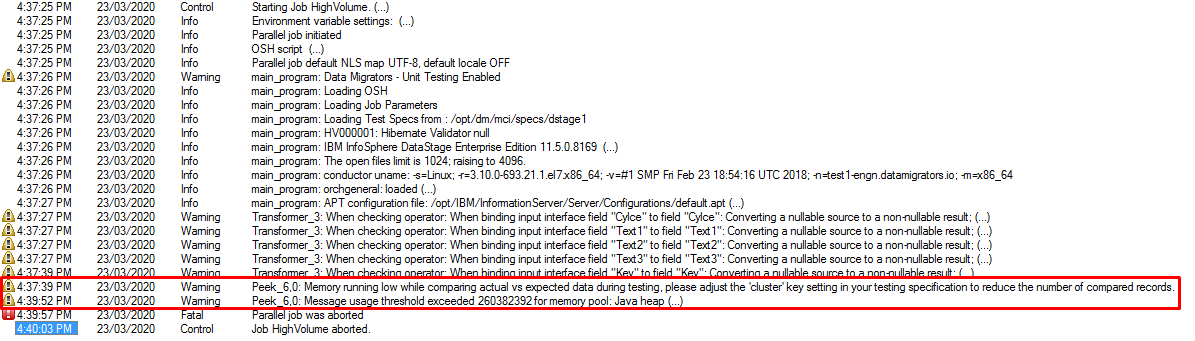 4:37:25 PM 23/03/2020 Control Starting Job HighVolume. (...)
4:37:25 PM 23/03/2020 Info Environment variable settings: (...)
4:37:25 PM 23/03/2020 Info Parallel job initiated
4:37:25 PM 23/03/2020 Info OSH script (...)
4:37:25 PM 23/03/2020 Info Parallel job default NLS map UTF-8, default locale OFF
4:37:26 PM 23/03/2020 Warning main_program: Data Migrators - Unit Testing Enabled
4:37:26 PM 23/03/2020 Info main_program: Loading OSH
4:37:26 PM 23/03/2020 Info main_program: Loading Job Parameters
4:37:26 PM 23/03/2020 Info main_program: Loading Test Specs from : /opt/dm/mci/specs/dstage1
4:37:26 PM 23/03/2020 Info main_program: HV000001: Hibernate Validator null
4:37:26 PM 23/03/2020 Info main_program: IBM InfoSphere DataStage Enterprise Edition 11.5.0.8169 (...)
4:37:26 PM 23/03/2020 Info main_program: The open files limit is 1024; raising to 4096.
4:37:26 PM 23/03/2020 Info main_program: conductor uname: -s=Linux; -r=3.10.0-693.21.1.el7.x86_64; -v=#1 SMP Fri Feb 23 18:54:16 UTC 2018; -n=test1-engn.datamigrators.io; -m=x86_64
4:37:26 PM 23/03/2020 Info main_program: orchgeneral: loaded (...)
4:37:27 PM 23/03/2020 Info main_program: APT configuration file: /opt/IBM/InformationServer/Server/Configurations/default.apt (...)
4:37:27 PM 23/03/2020 Warning Transformer_3: When checking operator: When binding input interface field "Cylce" to field "Cylce": Converting a nullable source to a non-nullable result; (...)
4:37:27 PM 23/03/2020 Warning Transformer_3: When checking operator: When binding input interface field "Text1" to field "Text1": Converting a nullable source to a non-nullable result; (...)
4:37:27 PM 23/03/2020 Warning Transformer_3: When checking operator: When binding input interface field "Text2" to field "Text2": Converting a nullable source to a non-nullable result; (...)
4:37:27 PM 23/03/2020 Warning Transformer_3: When checking operator: When binding input interface field "Text3" to field "Text3": Converting a nullable source to a non-nullable result; (...)
4:37:39 PM 23/03/2020 Warning Transformer_3: When checking operator: When binding input interface field "Key" to field "Key": Converting a nullable source to a non-nullable result; (...)
4:37:39 PM 23/03/2020 Warning Peek_6,0: Memory running low while comparing actual vs expected data during testing, please adjust the 'cluster' key setting in your testing specification to reduce the number of compared records.
4:39:52 PM 23/03/2020 Warning Peek_6,0: Message usage threshold exceeded 260382392 for memory pool: Java heap (...)
4:39:57 PM 23/03/2020 Fatal Parallel job was aborted
4:40:03 PM 23/03/2020 Control Job HighVolume aborted.